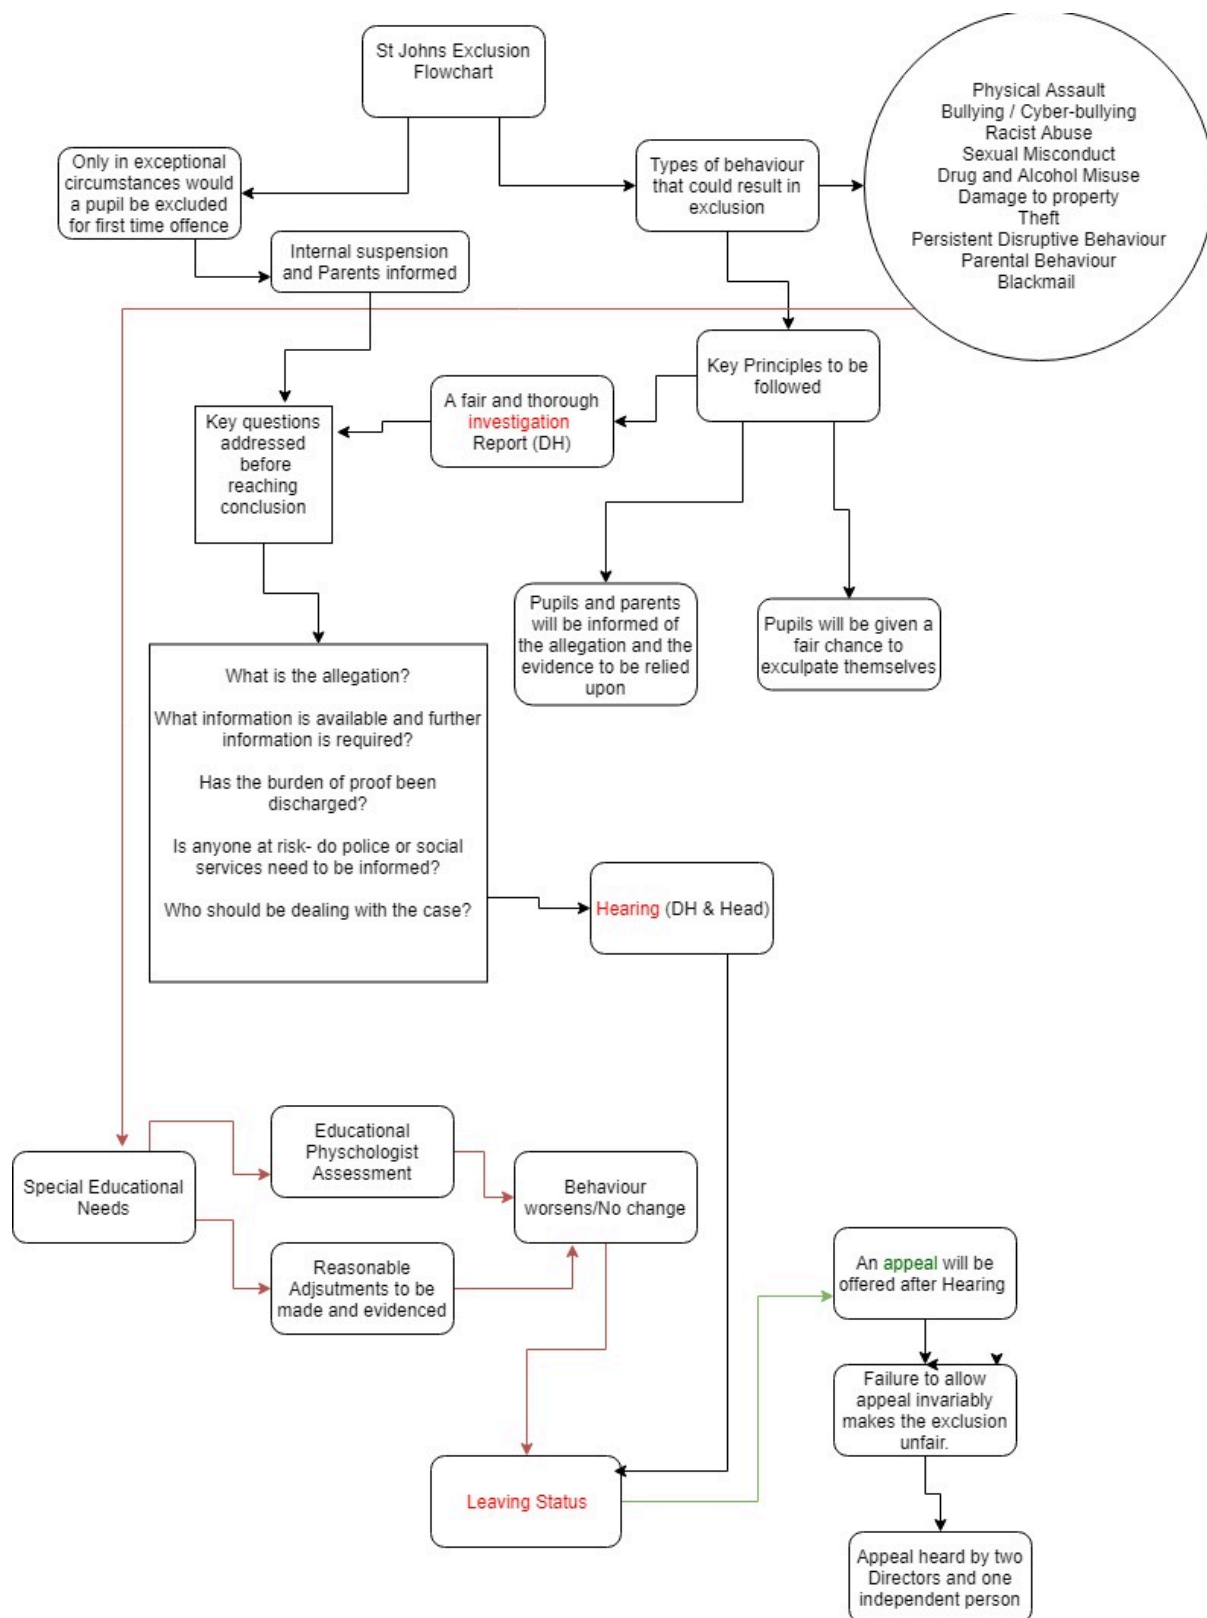 St Johns Exclusion
Flowchart
Physical Assault
Bullying / Cyber-bullying
Racist Abuse
Sexual Misconduct
Drug and Alcohol Misuse
Damage to property
Theft
Persistent Disruptive Behaviour
Parental Behaviour
Blackmail
Only in exceptional
circumstances would
a pupil be excluded
for first time offence
Types of behaviour
that could result in
exclusion
Internal suspension
and Parents informed
Key Principles to be
followed
A fair and thorough
investigation
Report (DH)
Key questions
addressed
before
reaching
conclusion
Pupils and parents
will be informed of
the allegation and the
evidence to be relied
upon
Pupils will be given a
fair chance to
exculpate themselves
What is the allegation?
What information is available and further
information is required?
Has the burden of proof been
discharged?
Is anyone at risk- do police or social
services need to be informed?
Who should be dealing with the case?
Hearing (DH & Head)
Educational
Physchologist
Assessment
Special Educational
Needs
Behaviour
worsens/No change
Reasonable
Adjsutments to be
made and evidenced
An appeal will be
offered after Hearing
Failure to allow
appeal invariably
makes the exclusion
unfair.
Leaving Status
Appeal heard by two
Directors and one
independent person